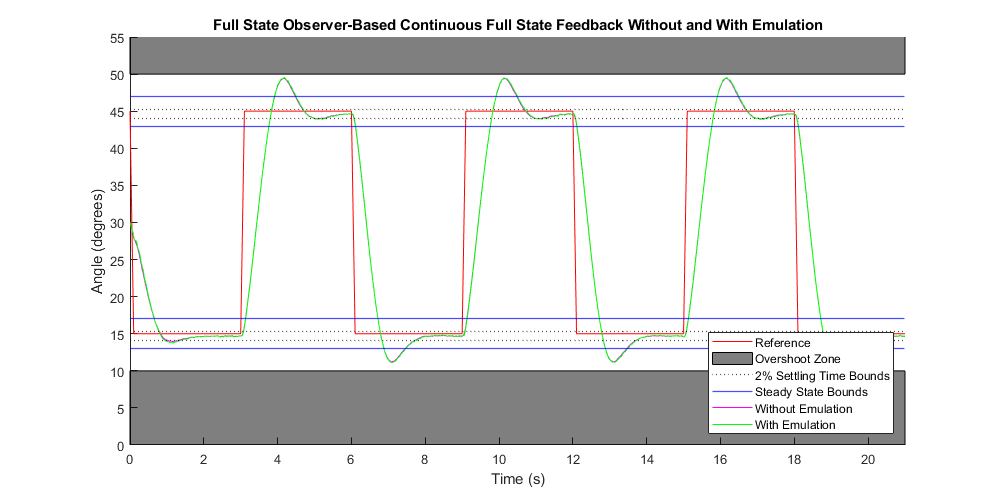 Full State Observer-Based Continuous Full State Feedback Without and With Emulation
55
50
45
40
35
30
25
20
15
10
5
0
Angle (degrees)
0 2 4 6 8 10 12 14 16 18 20
Time (s)
Reference
Overshoot Zone
2% Settling Time Bounds
Steady State Bounds
Without Emulation
With Emulation